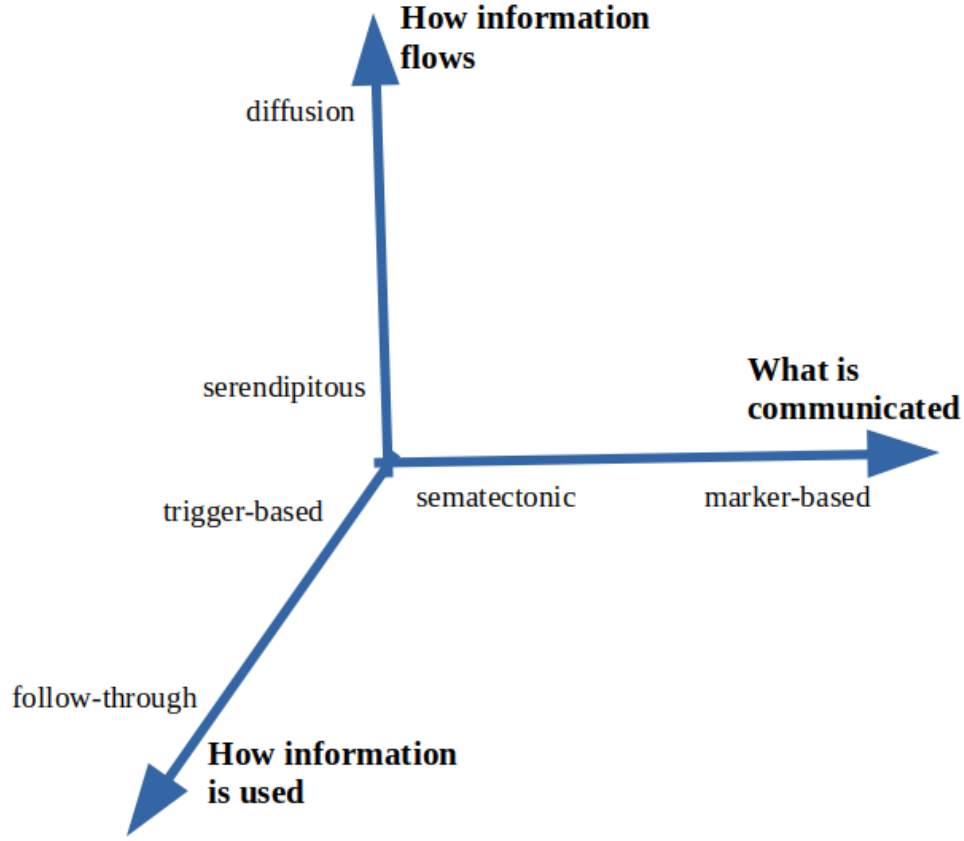 How information
flows
diffusion
serendipitous
What is
communicated
sematectonic
marker-based
trigger-based
follow-through
How information
is used